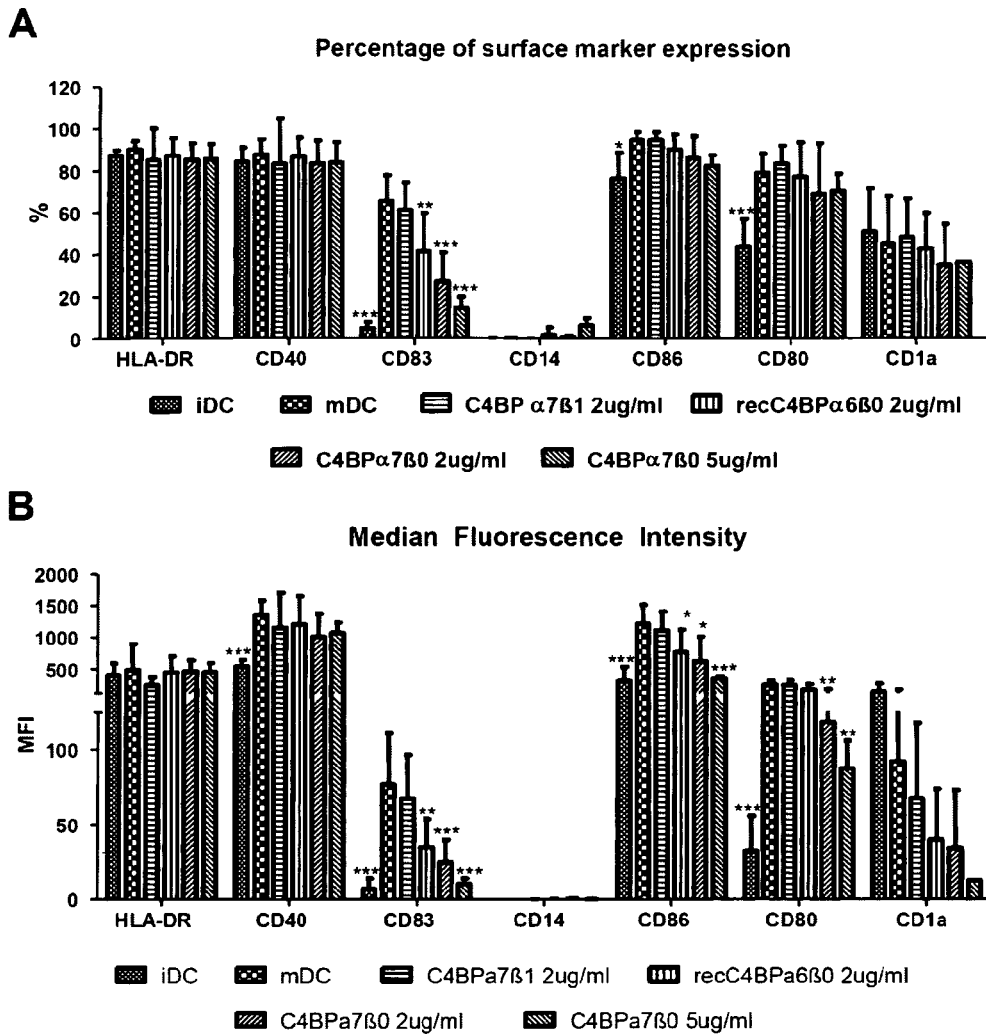 A
Percentage of surface marker expression
120
100
80
60
40
20
0
%
*** ** *** *** * ***
HLA-DR CD40 CD83 CD14 CD86 CD80 CD1a
iDC mDC C4BP α7ß1 2ug/ml recC4BPα6ß0 2ug/ml
C4BPα7ß0 2ug/ml C4BPα7ß0 5ug/ml
B
Median Fluorescence Intensity
2000
1500
1000
500
100
50
0
MFI
*** *** ** *** *** *** * * *** *** ** **
HLA-DR CD40 CD83 CD14 CD86 CD80 CD1a
iDC mDC C4BPa7ß1 2ug/ml recC4BPa6ß0 2ug/ml
C4BPa7ß0 2ug/ml C4BPa7ß0 5ug/ml